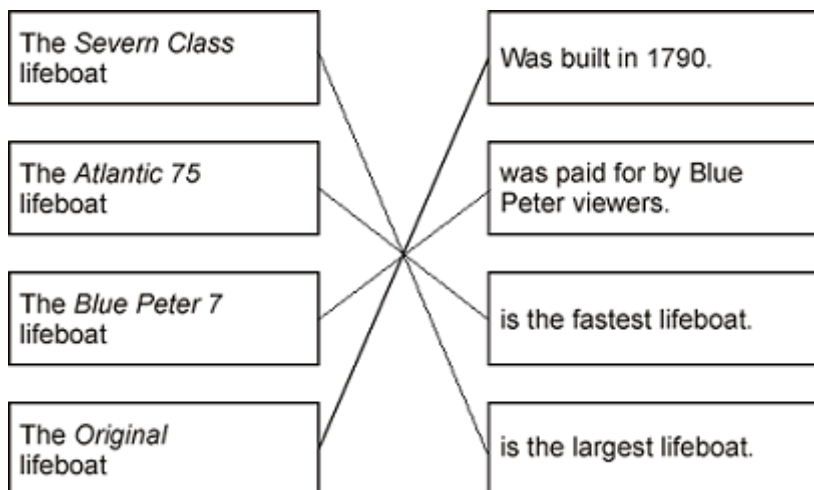 The Severn Class
lifeboat
Was built in 1790.
The Atlantic 75
lifeboat
was paid for by Blue
Peter viewers.
The Blue Peter 7
lifeboat
is the fastest lifeboat.
The Original
lifeboat
is the largest lifeboat.